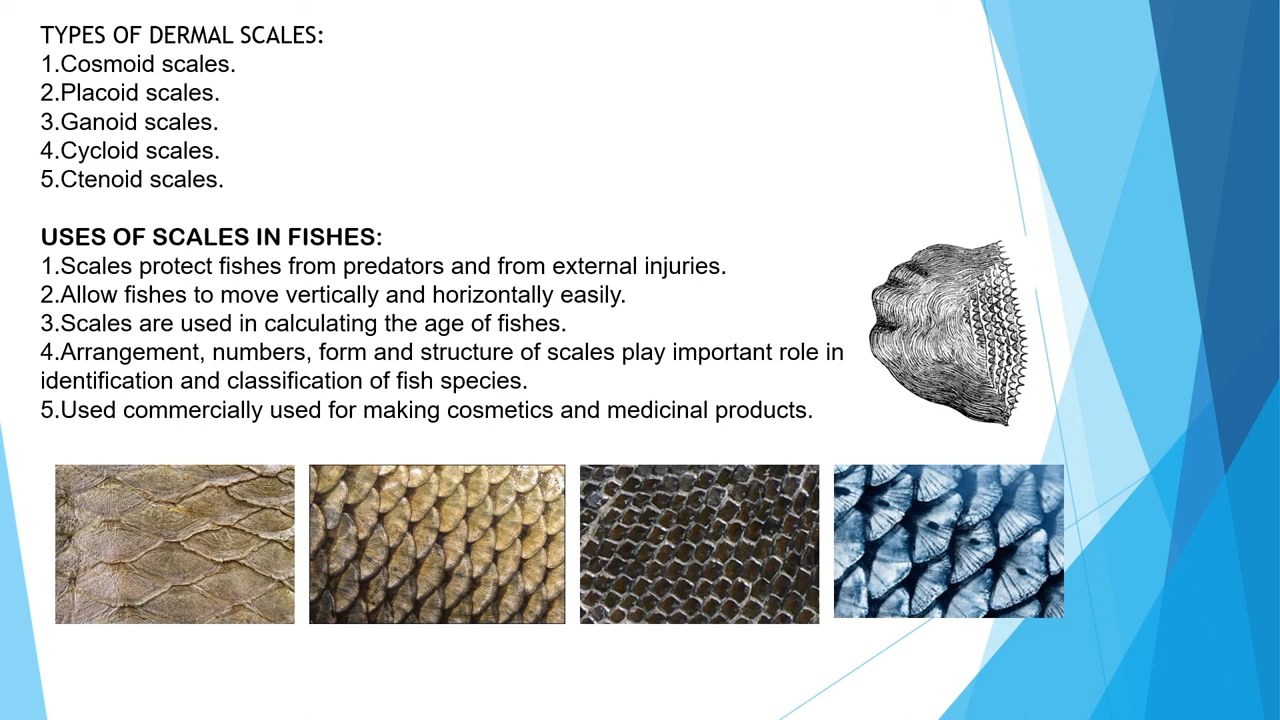 TYPES OF DERMAL SCALES:
1.Cosmoid scales.
2.Placoid scales.
3.Ganoid scales.
4.Cycloid scales.
5.Ctenoid scales.
USES OF SCALES IN FISHES:
1.Scales protect fishes from predators and from external injuries.
2.Allow fishes to move vertically and horizontally easily.
3.Scales are used in calculating the age of fishes.
4.Arrangement, numbers, form and structure of scales play important role in
identification and classification of fish species.
5.Used commercially used for making cosmetics and medicinal products.